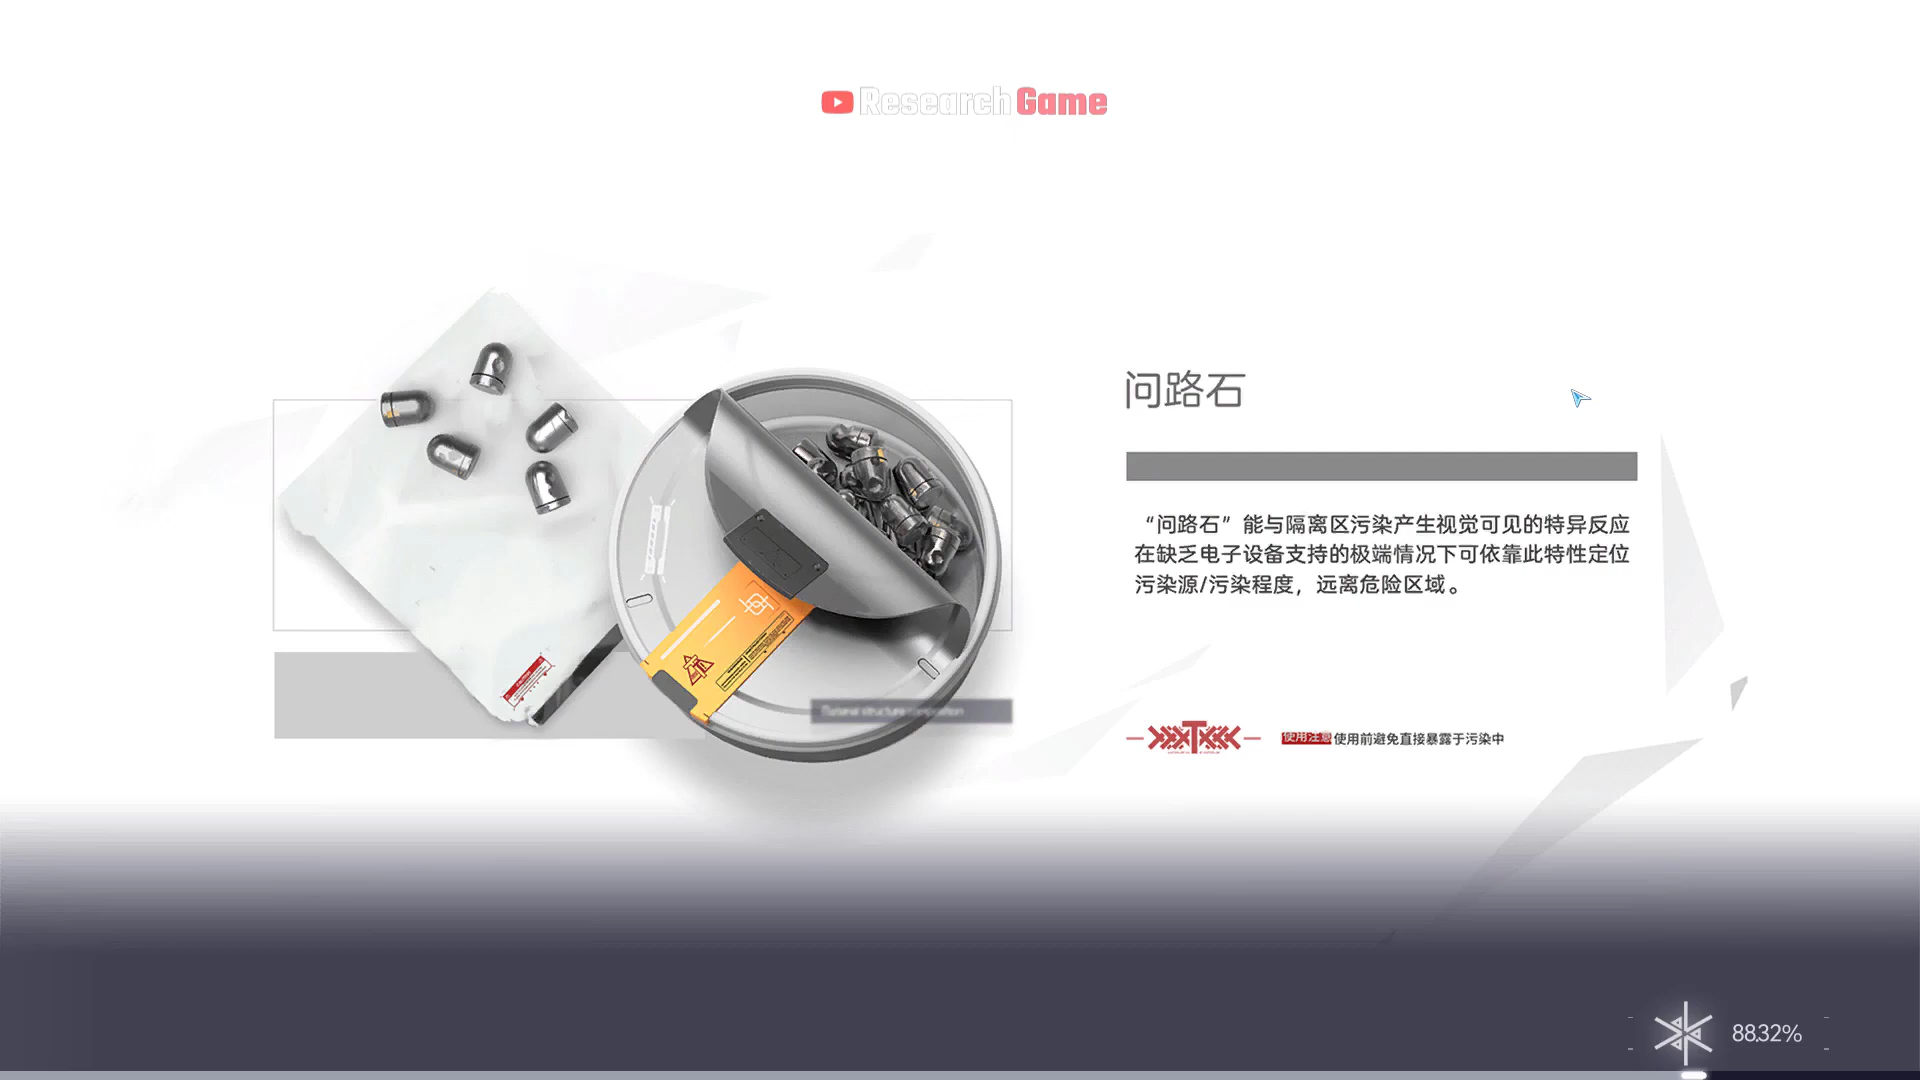 Research Game
问路石
“问路石”能与隔离区污染产生视觉可见的特异反应
在缺乏电子设备支持的极端情况下可依靠此特性定位
污染源/污染程度，远离危险区域。
使用注意 使用前避免直接暴露于污染中
88.32%